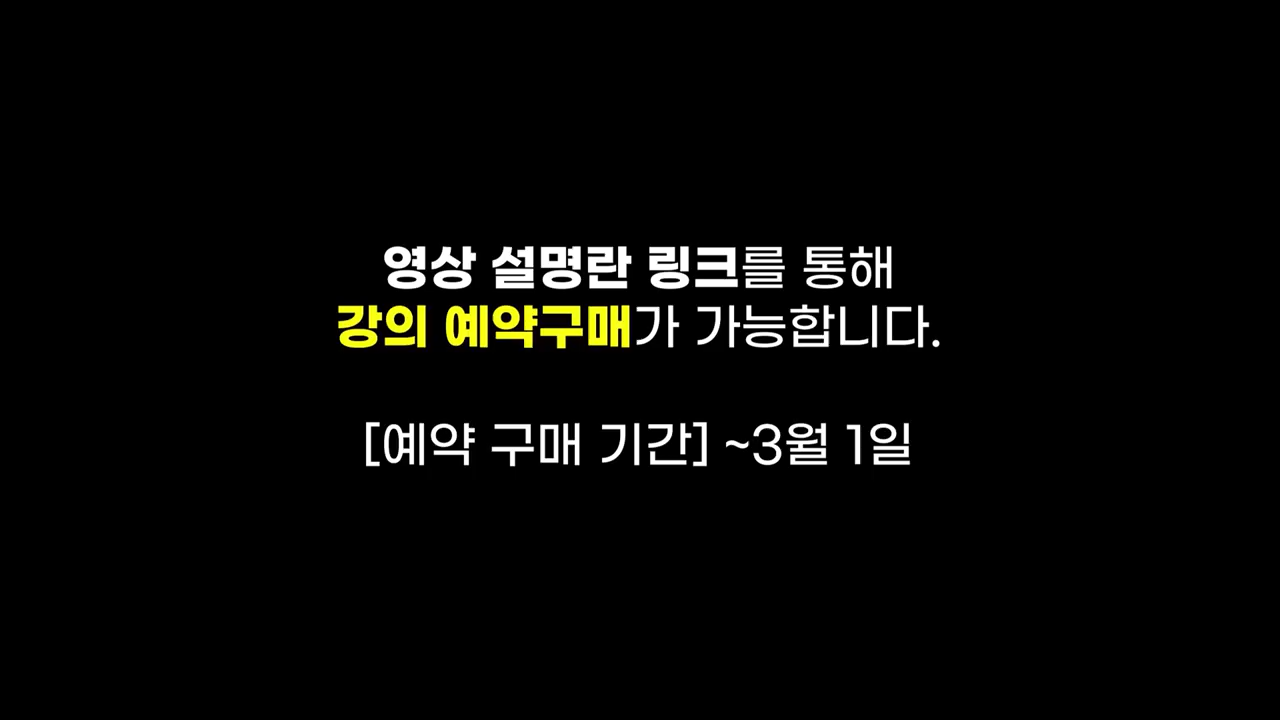 영상 설명란 링크를 통해
강의 예약구매가 가능합니다.
[예약 구매 기간] ~3월 1일